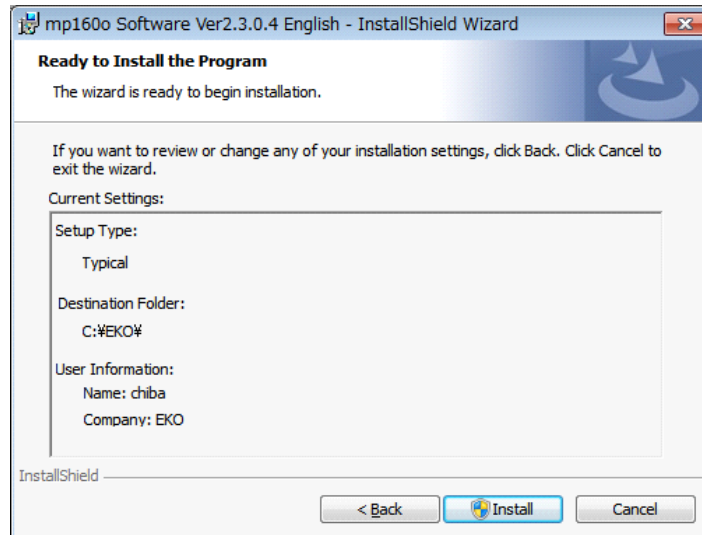 mp160o Software Ver2.3.0.4 English - InstallShield Wizard
Ready to Install the Program
The wizard is ready to begin installation.
If you want to review or change any of your installation settings, click Back. Click Cancel to
exit the wizard.
Current Settings:
Setup Type:
Typical
Destination Folder:
C:¥EKO¥
User Information:
Name: chiba
Company: EKO
InstallShield
< Back
Install
Cancel